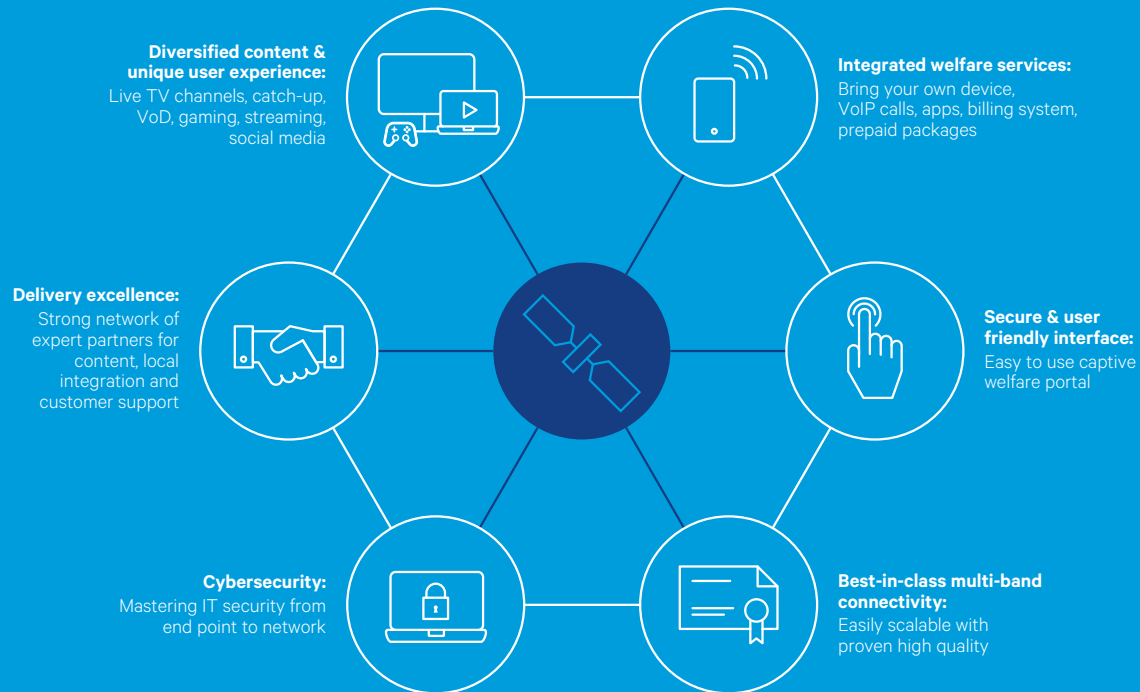 Diversified content &
unique user experience:
Live TV channels, catch-up,
VoD, gaming, streaming,
social media
Integrated welfare services:
Bring your own device,
VoIP calls, apps, billing system,
prepaid packages
Delivery excellence:
Strong network of
expert partners for
content, local
integration and
customer support
Secure & user
friendly interface:
Easy to use captive
welfare portal
Cybersecurity:
Mastering IT security from
end point to network
Best-in-class multi-band
connectivity:
Easily scalable with
proven high quality